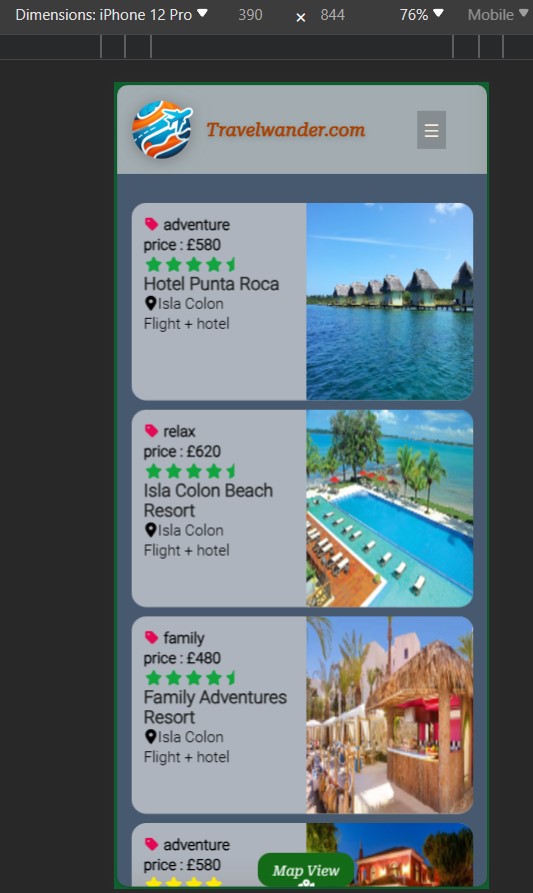 Dimensions: iPhone 12 Pro 390 × 844 76% Mobile
Travelwander.com
adventure
price : £580
Hotel Punta Roca
Isla Colon
Flight + hotel
relax
price : £620
Isla Colon Beach
Resort
Isla Colon
Flight + hotel
family
price : £480
Family Adventures
Resort
Isla Colon
Flight + hotel
adventure
price : £580
Map View